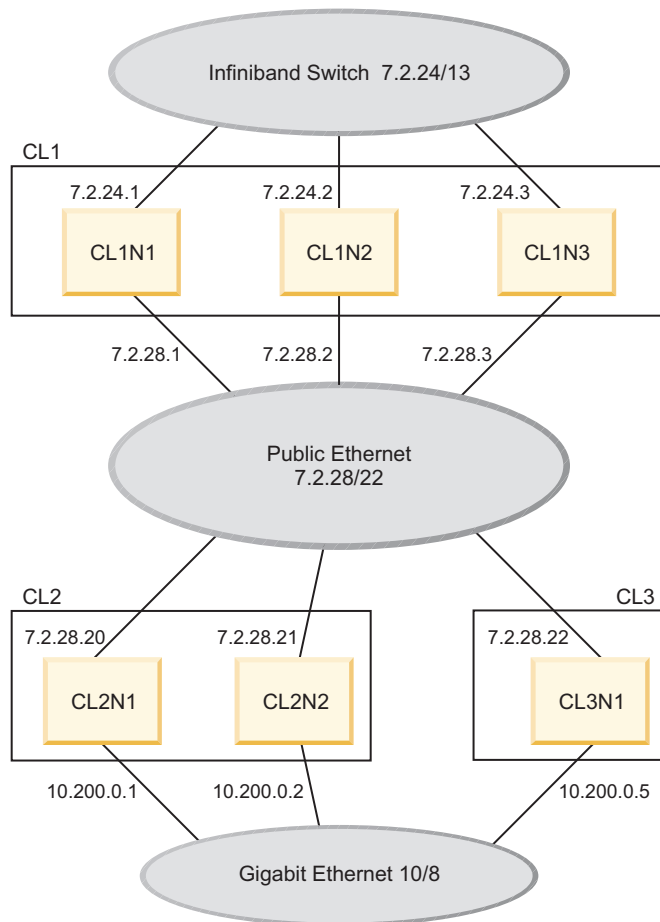 Infiniband Switch 7.2.24/13
CL1
7.2.24.1
7.2.24.2
7.2.24.3
CL1N1
CL1N2
CL1N3
7.2.28.1
7.2.28.2
7.2.28.3
Public Ethernet
7.2.28/22
CL2
CL3
7.2.28.20
7.2.28.21
7.2.28.22
CL2N1
CL2N2
CL3N1
10.200.0.1
10.200.0.2
10.200.0.5
Gigabit Ethernet 10/8